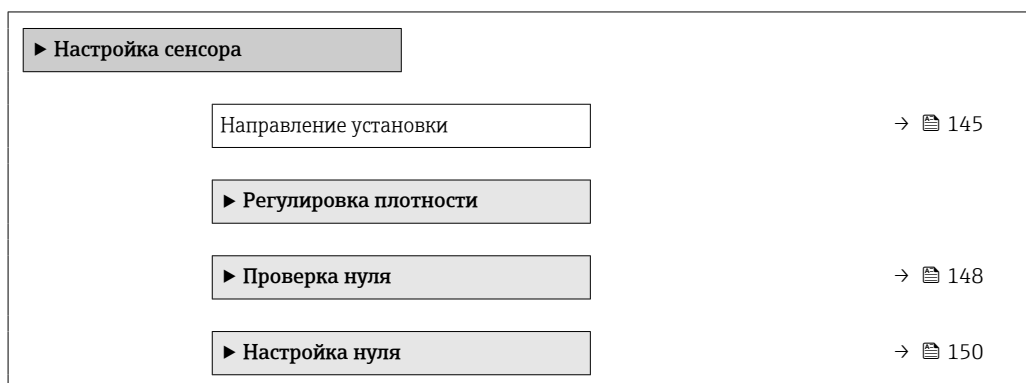 ▶ Настройка сенсора
Направление установки → 145
▶ Регулировка плотности
▶ Проверка нуля → 148
▶ Настройка нуля → 150